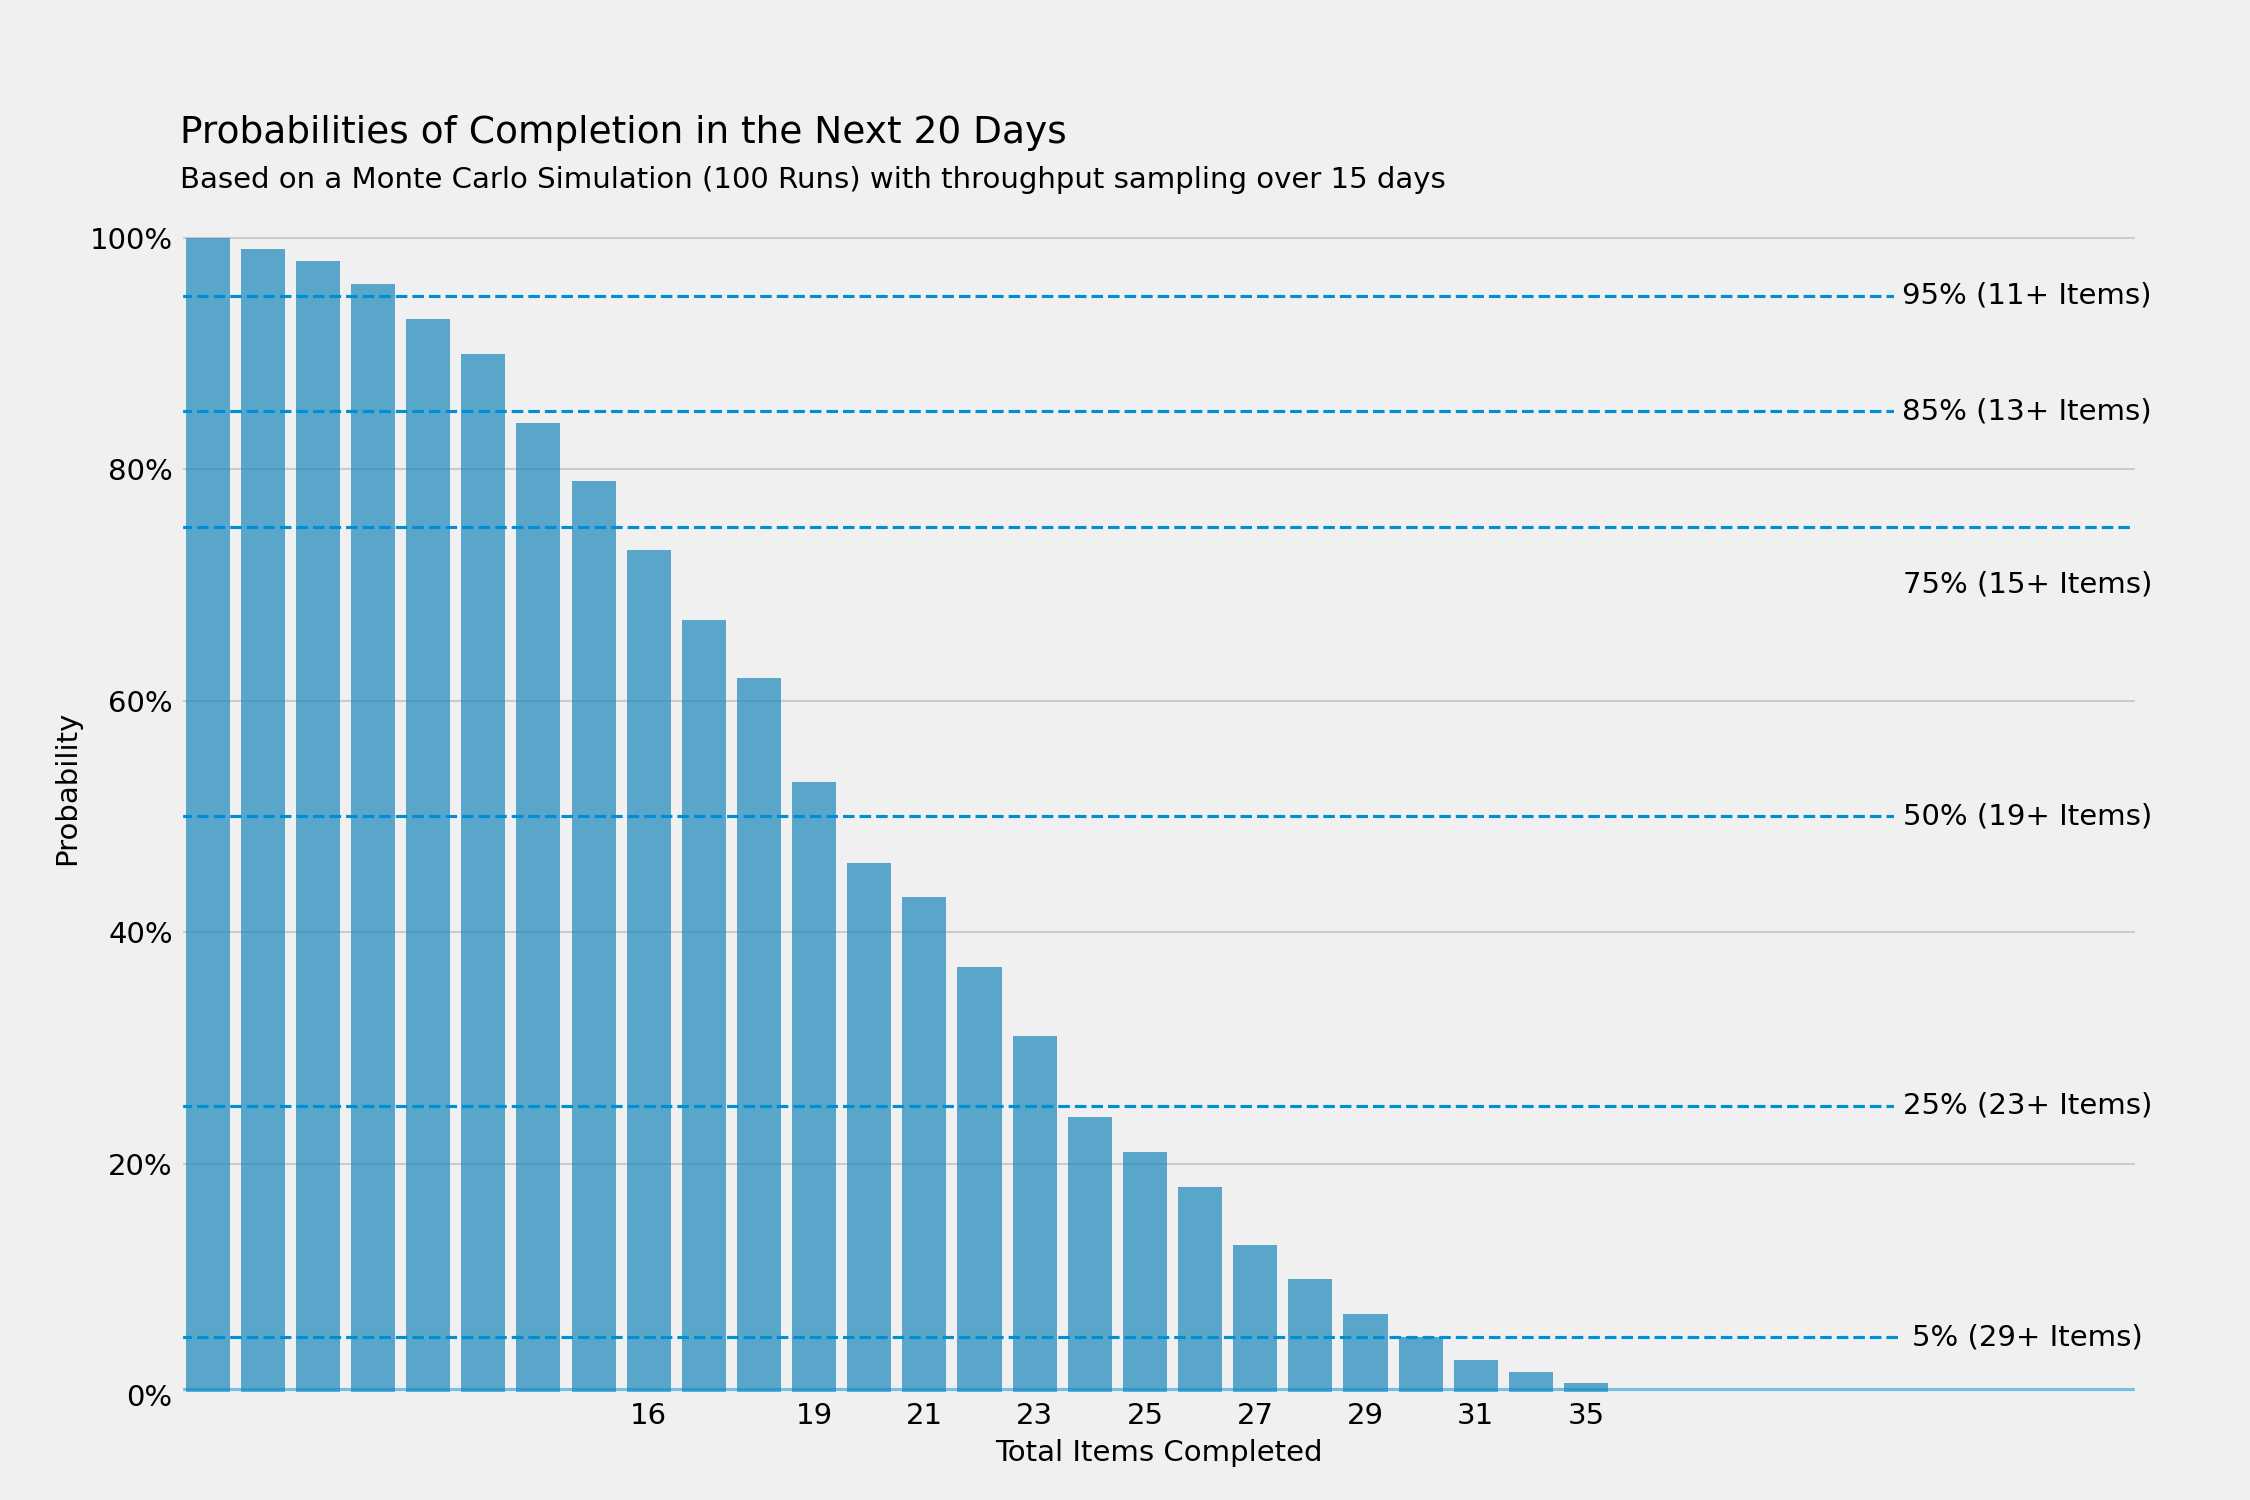 Probabilities of Completion in the Next 20 Days
Based on a Monte Carlo Simulation (100 Runs) with throughput sampling over 15 days
100%
95% (11+ Items)
85% (13+ Items)
80%
75% (15+ Items)
60%
Probability
50% (19+ Items)
40%
25% (23+ Items)
20%
5% (29+ Items)
0%
16 19 21 23 25 27 29 31 35
Total Items Completed